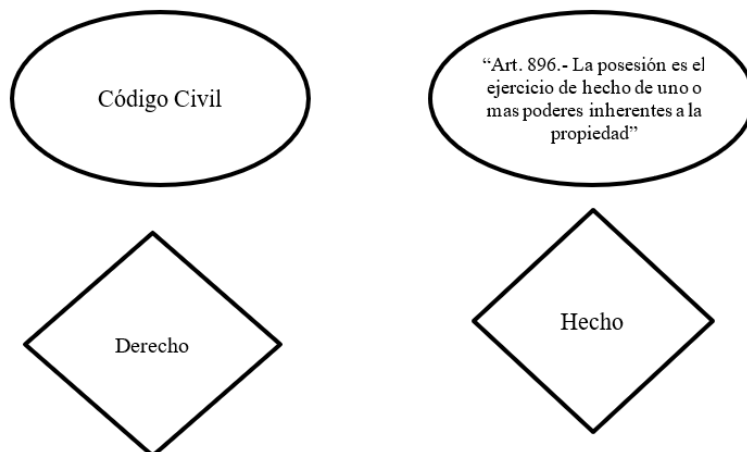 Código Civil
“Art. 896.- La posesión es el
ejercicio de hecho de uno o
mas poderes inherentes a la
propiedad”
Derecho
Hecho